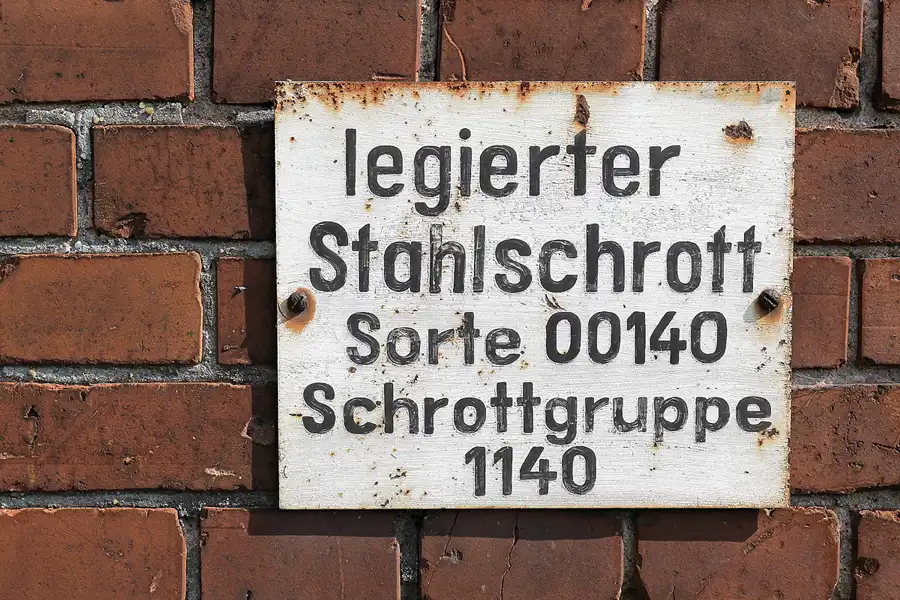 legierter
Stahlschrott
Sorte 00140
Schrottgruppe
1140